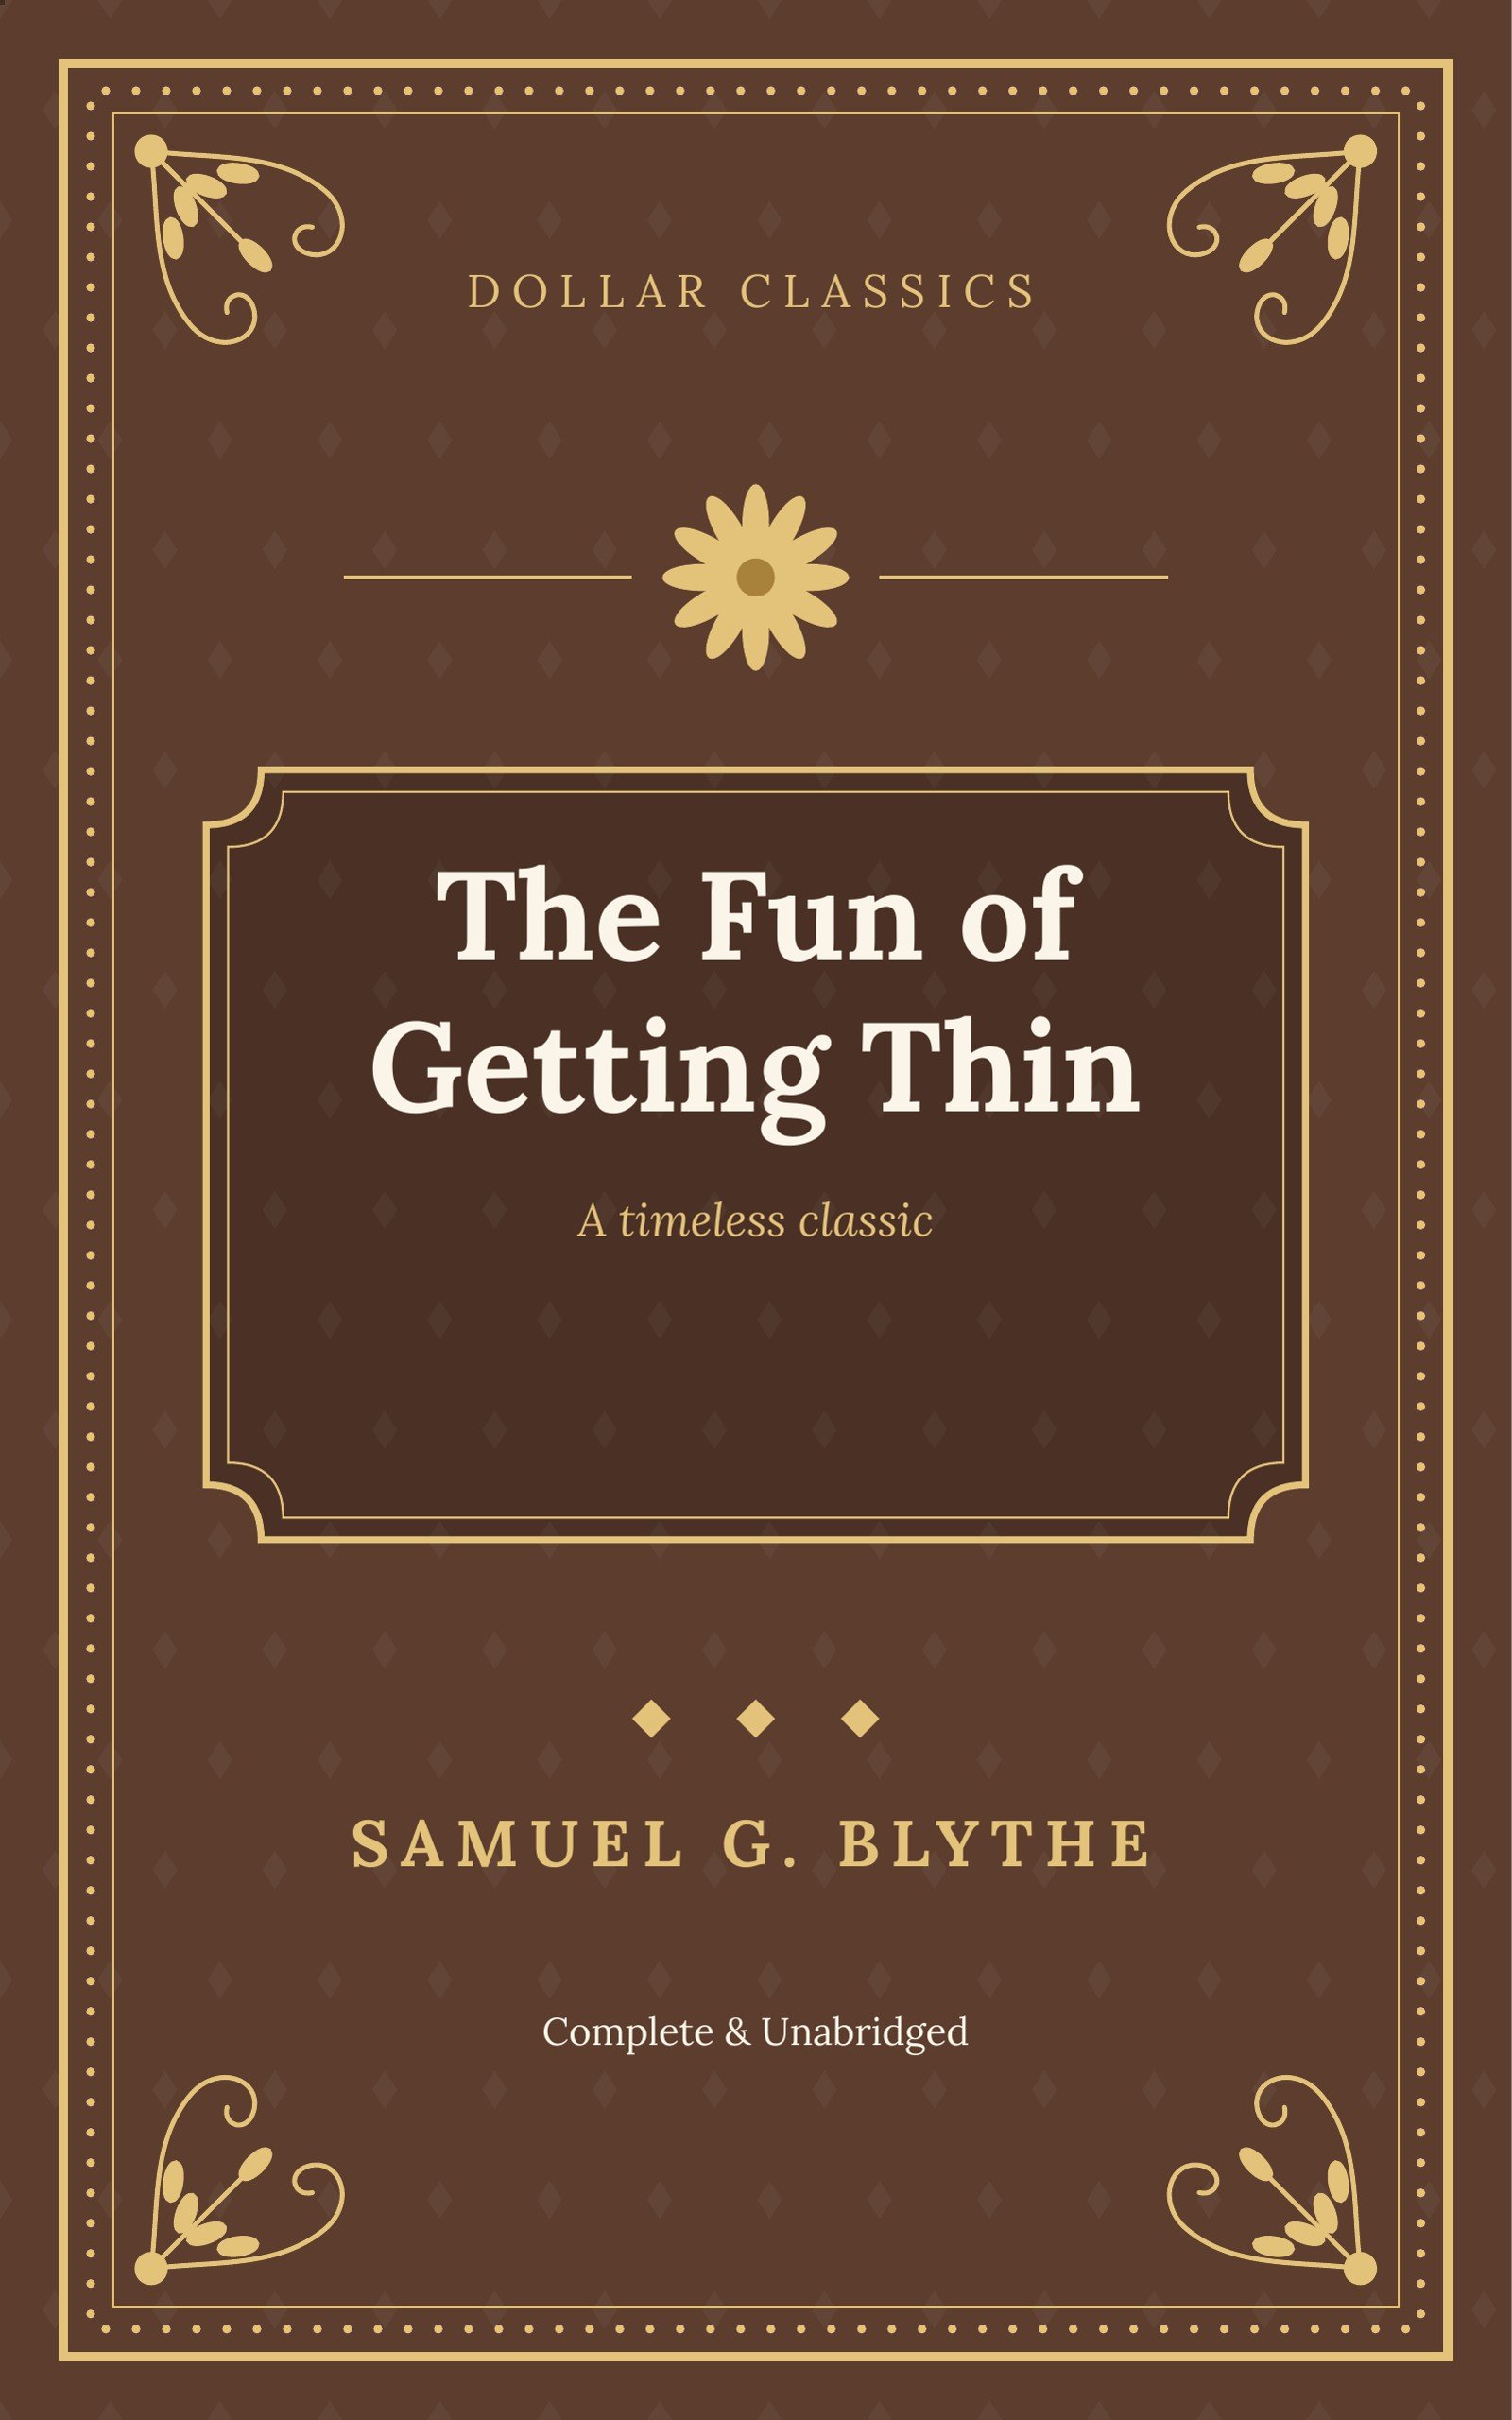 DOLLAR CLASSICS
The Fun of
Getting Thin
A timeless classic
SAMUEL G. BLYTHE
Complete & Unabridged